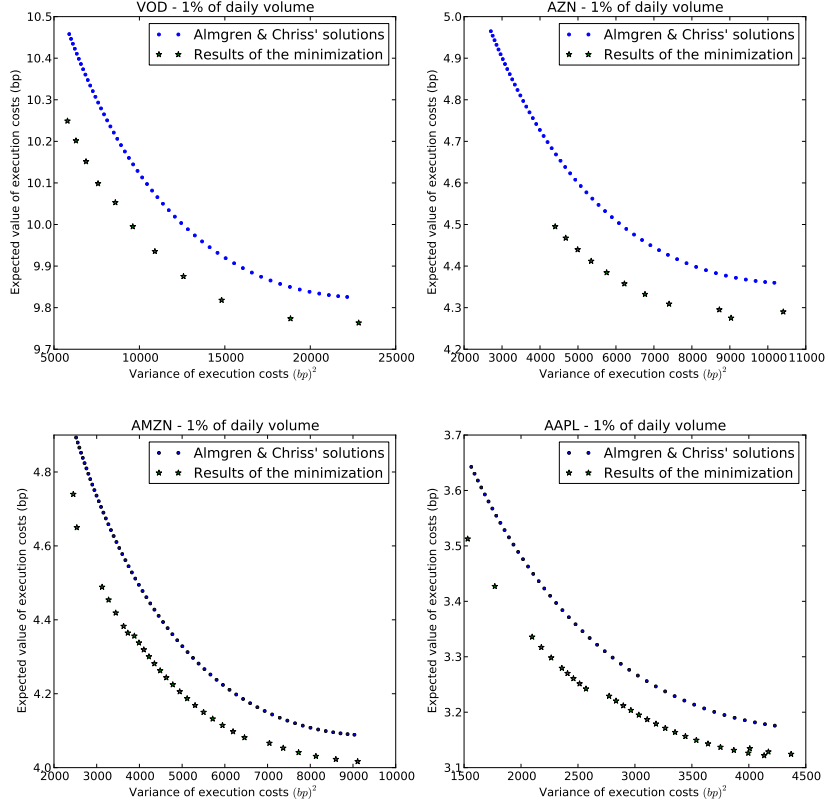 VOD - 1% of daily volume
Almgren & Chriss' solutions
Results of the minimization
Expected value of execution costs (bp)
10.5
10.4
10.3
10.2
10.1
10.0
9.9
9.8
9.7
5000 10000 15000 20000 25000
Variance of execution costs (bp)²
AZN - 1% of daily volume
Almgren & Chriss' solutions
Results of the minimization
Expected value of execution costs (bp)
5.0
4.9
4.8
4.7
4.6
4.5
4.4
4.3
4.2
2000 3000 4000 5000 6000 7000 8000 9000 10000 11000
Variance of execution costs (bp)²
AMZN - 1% of daily volume
Almgren & Chriss' solutions
Results of the minimization
Expected value of execution costs (bp)
4.8
4.6
4.4
4.2
4.0
2000 3000 4000 5000 6000 7000 8000 9000 10000
Variance of execution costs (bp)²
AAPL - 1% of daily volume
Almgren & Chriss' solutions
Results of the minimization
Expected value of execution costs (bp)
3.7
3.6
3.5
3.4
3.3
3.2
3.1
1500 2000 2500 3000 3500 4000 4500
Variance of execution costs (bp)²